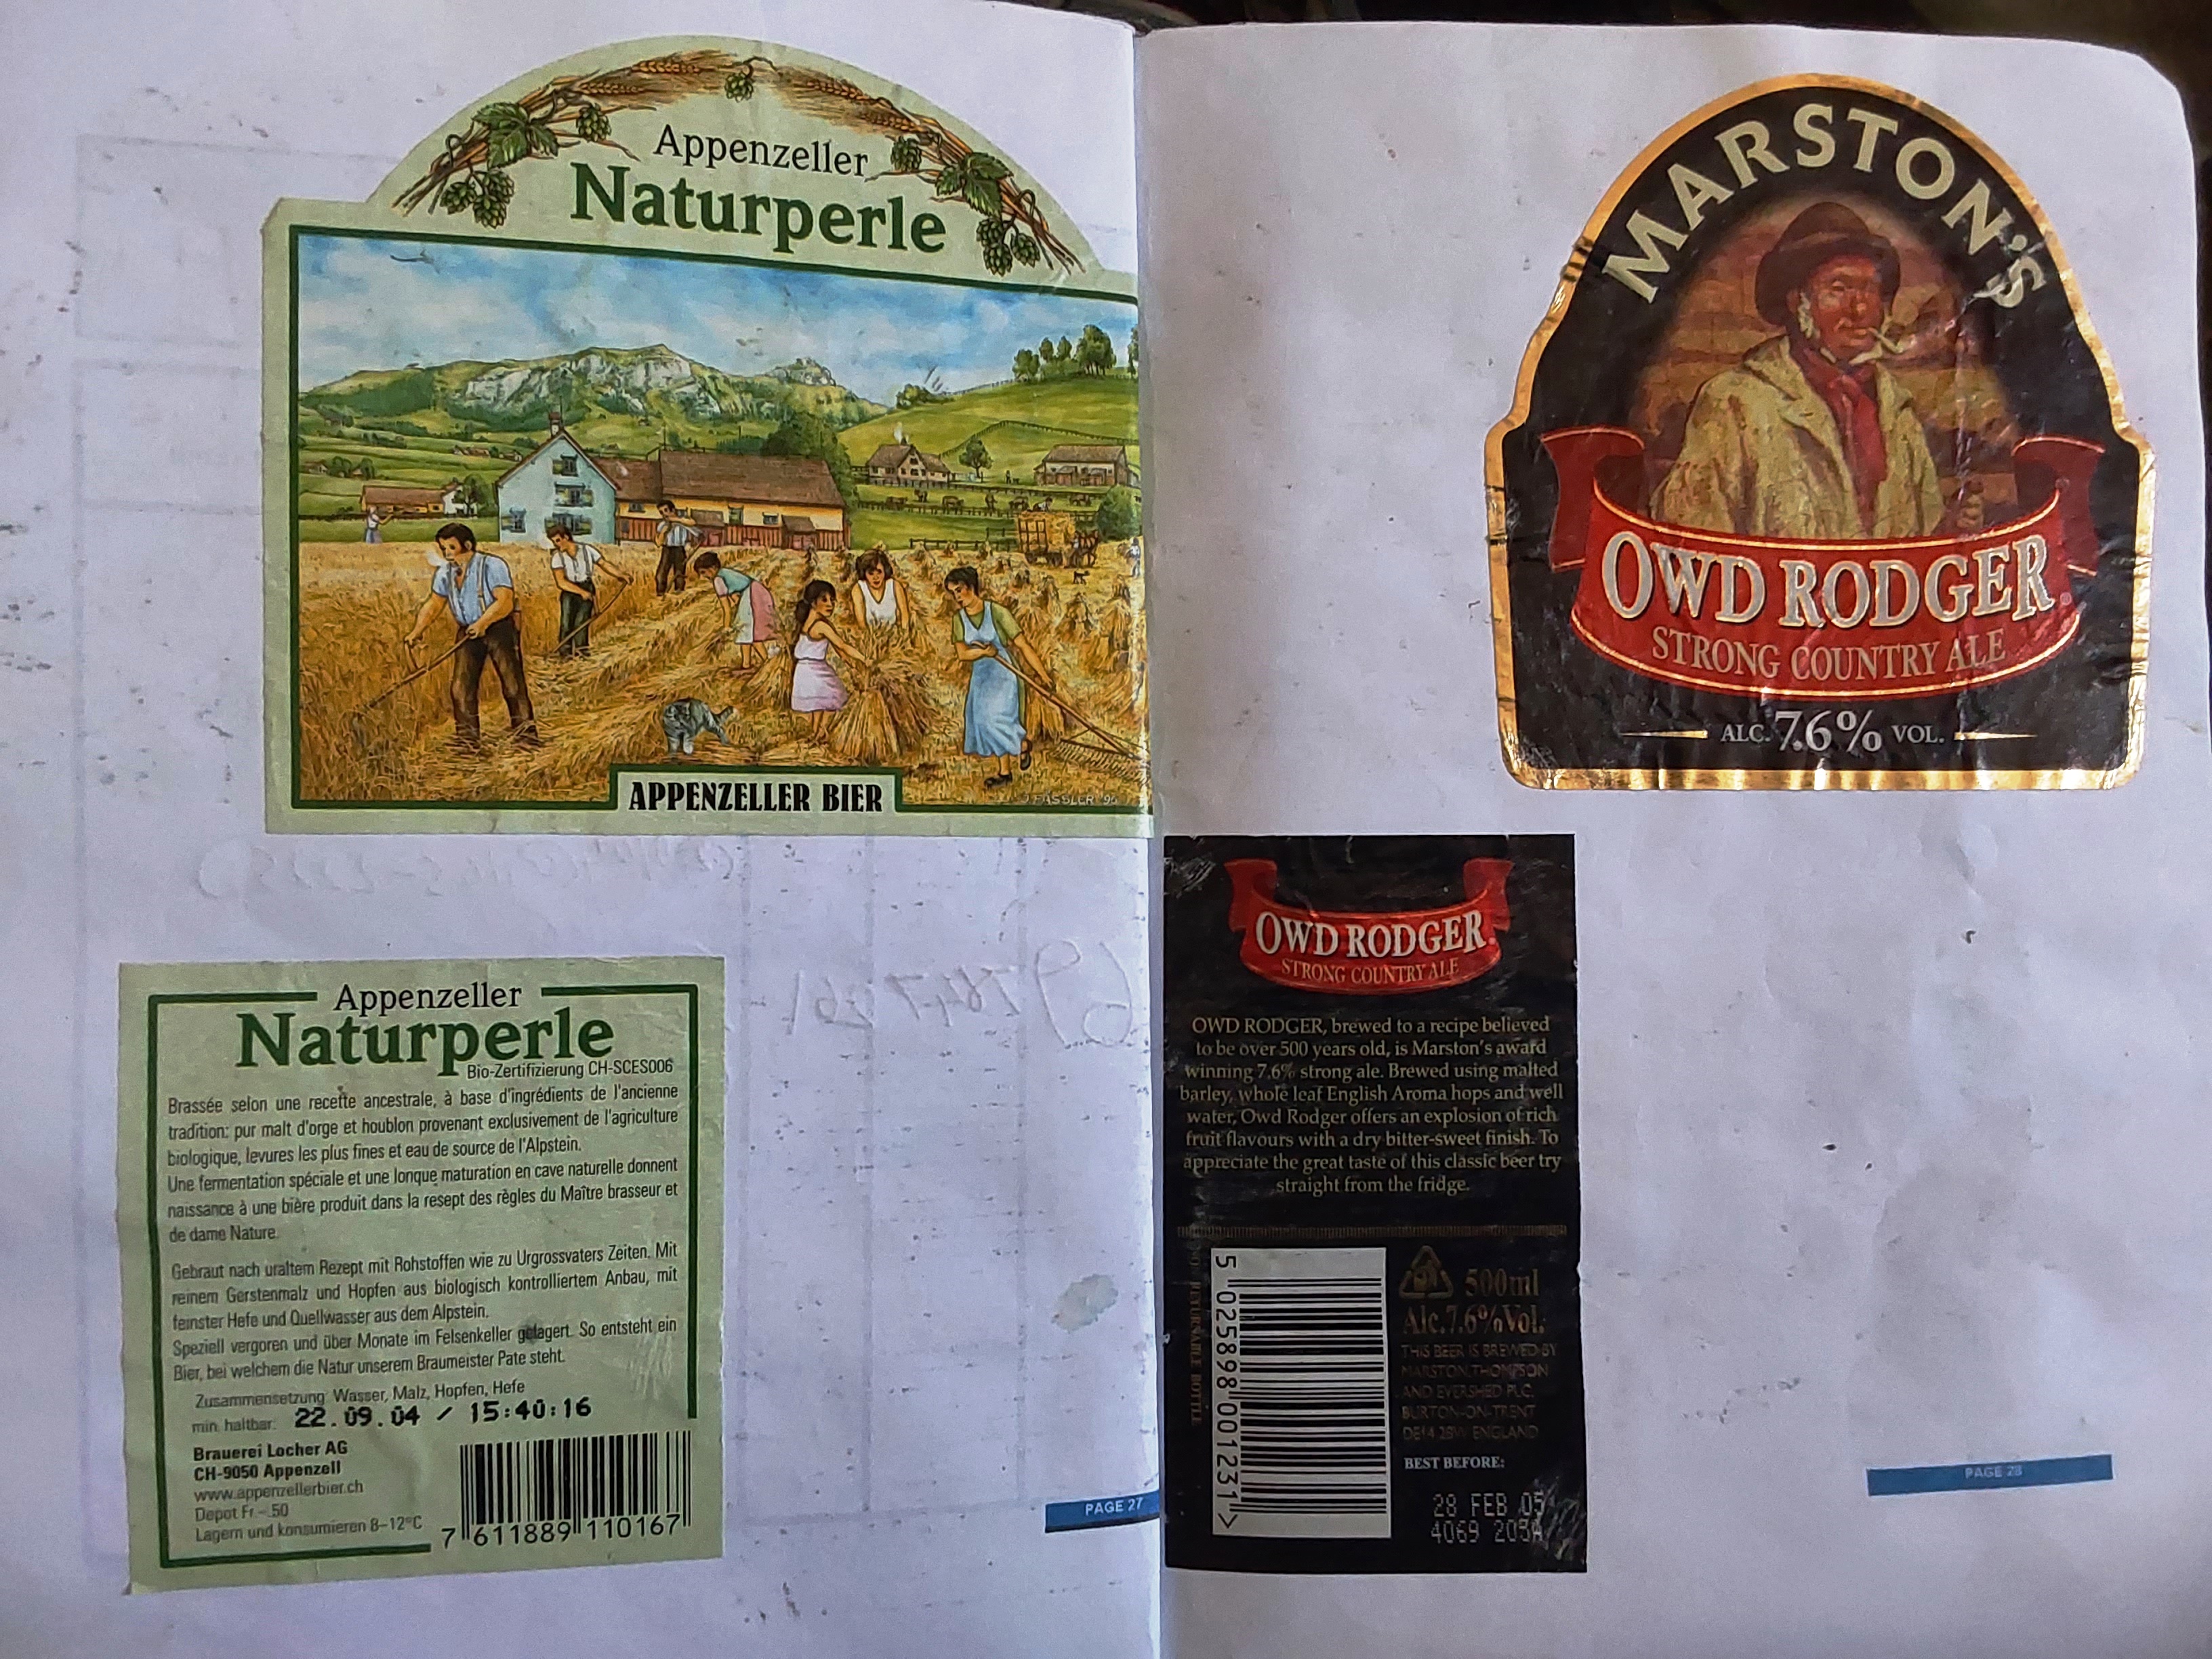 Appenzeller
Naturperle
J. FÄSSLER '96
APPENZELLER BIER
Appenzeller
Naturperle
Bio-Zertifizierung CH-SCES006
Brassée selon une recette ancestrale, à base d'ingrédients de l'ancienne
tradition: pur malt d'orge et houblon provenant exclusivement de l'agriculture
biologique, levures les plus fines et eau de source de l'Alpstein.
Une fermentation spéciale et une longue maturation en cave naturelle donnent
naissance à une bière produit dans la resept des règles du Maître brasseur et
de dame Nature.
Gebraut nach uraltem Rezept mit Rohstoffen wie zu Urgrossvaters Zeiten. Mit
reinem Gerstenmalz und Hopfen aus biologisch kontrolliertem Anbau, mit
feinster Hefe und Quellwasser aus dem Alpstein.
Speziell vergoren und über Monate im Felsenkeller gelagert. So entsteht ein
Bier, bei welchem die Natur unserem Braumeister Pate steht.
Zusammensetzung: Wasser, Malz, Hopfen, Hefe
min. haltbar: 22.09.04 / 15:40:16
Brauerei Locher AG
CH-9050 Appenzell
www.appenzellerbier.ch
Depot Fr. -.50
Lagern und konsumieren 8–12°C
7 611889 110167
PAGE 27
MARSTON'S
OWD RODGER
STRONG COUNTRY ALE
ALC. 7.6% VOL.
OWD RODGER
STRONG COUNTRY ALE
OWD RODGER, brewed to a recipe believed
to be over 500 years old, is Marston's award
winning 7.6% strong ale. Brewed using malted
barley, whole leaf English Aroma hops and well
water, Owd Rodger offers an explosion of rich
fruit flavours with a dry bitter-sweet finish. To
appreciate the great taste of this classic beer try
straight from the fridge.
NON RETURNABLE BOTTLE
5 025898 001231 >
500ml
Alc.7.6%Vol.
THIS BEER IS BREWED BY
MARSTON, THOMPSON
AND EVERSHED PLC,
BURTON-ON-TRENT
DE14 2BW ENGLAND
BEST BEFORE:
28 FEB 05
4069
PAGE 28